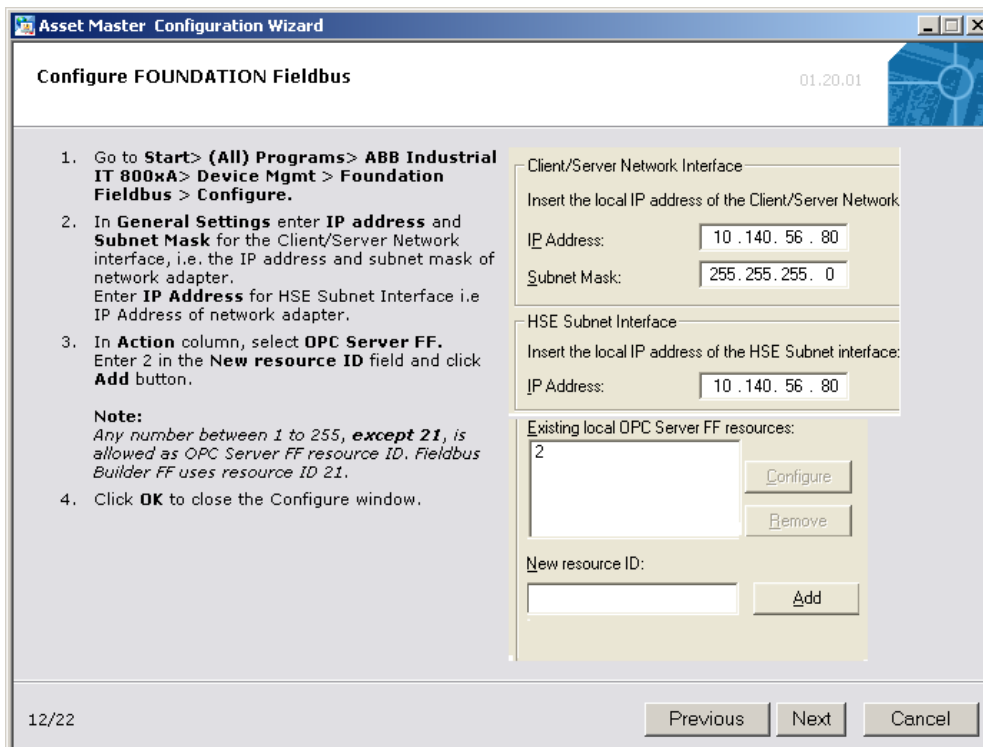 Asset Master Configuration Wizard
Configure FOUNDATION Fieldbus
01.20.01
1. Go to Start> (All) Programs> ABB Industrial
IT 800xA> Device Mgmt > Foundation
Fieldbus > Configure.
2. In General Settings enter IP address and
Subnet Mask for the Client/Server Network
interface, i.e. the IP address and subnet mask of
network adapter.
Enter IP Address for HSE Subnet Interface i.e
IP Address of network adapter.
3. In Action column, select OPC Server FF.
Enter 2 in the New resource ID field and click
Add button.
Note:
Any number between 1 to 255, except 21, is
allowed as OPC Server FF resource ID. Fieldbus
Builder FF uses resource ID 21.
4. Click OK to close the Configure window.
Client/Server Network Interface
Insert the local IP address of the Client/Server Network
IP Address: 10 . 140 . 56 . 80
Subnet Mask: 255 . 255 . 255 . 0
HSE Subnet Interface
Insert the local IP address of the HSE Subnet interface:
IP Address: 10 . 140 . 56 . 80
Existing local OPC Server FF resources:
2
Configure
Remove
New resource ID:
Add
12/22
Previous Next Cancel